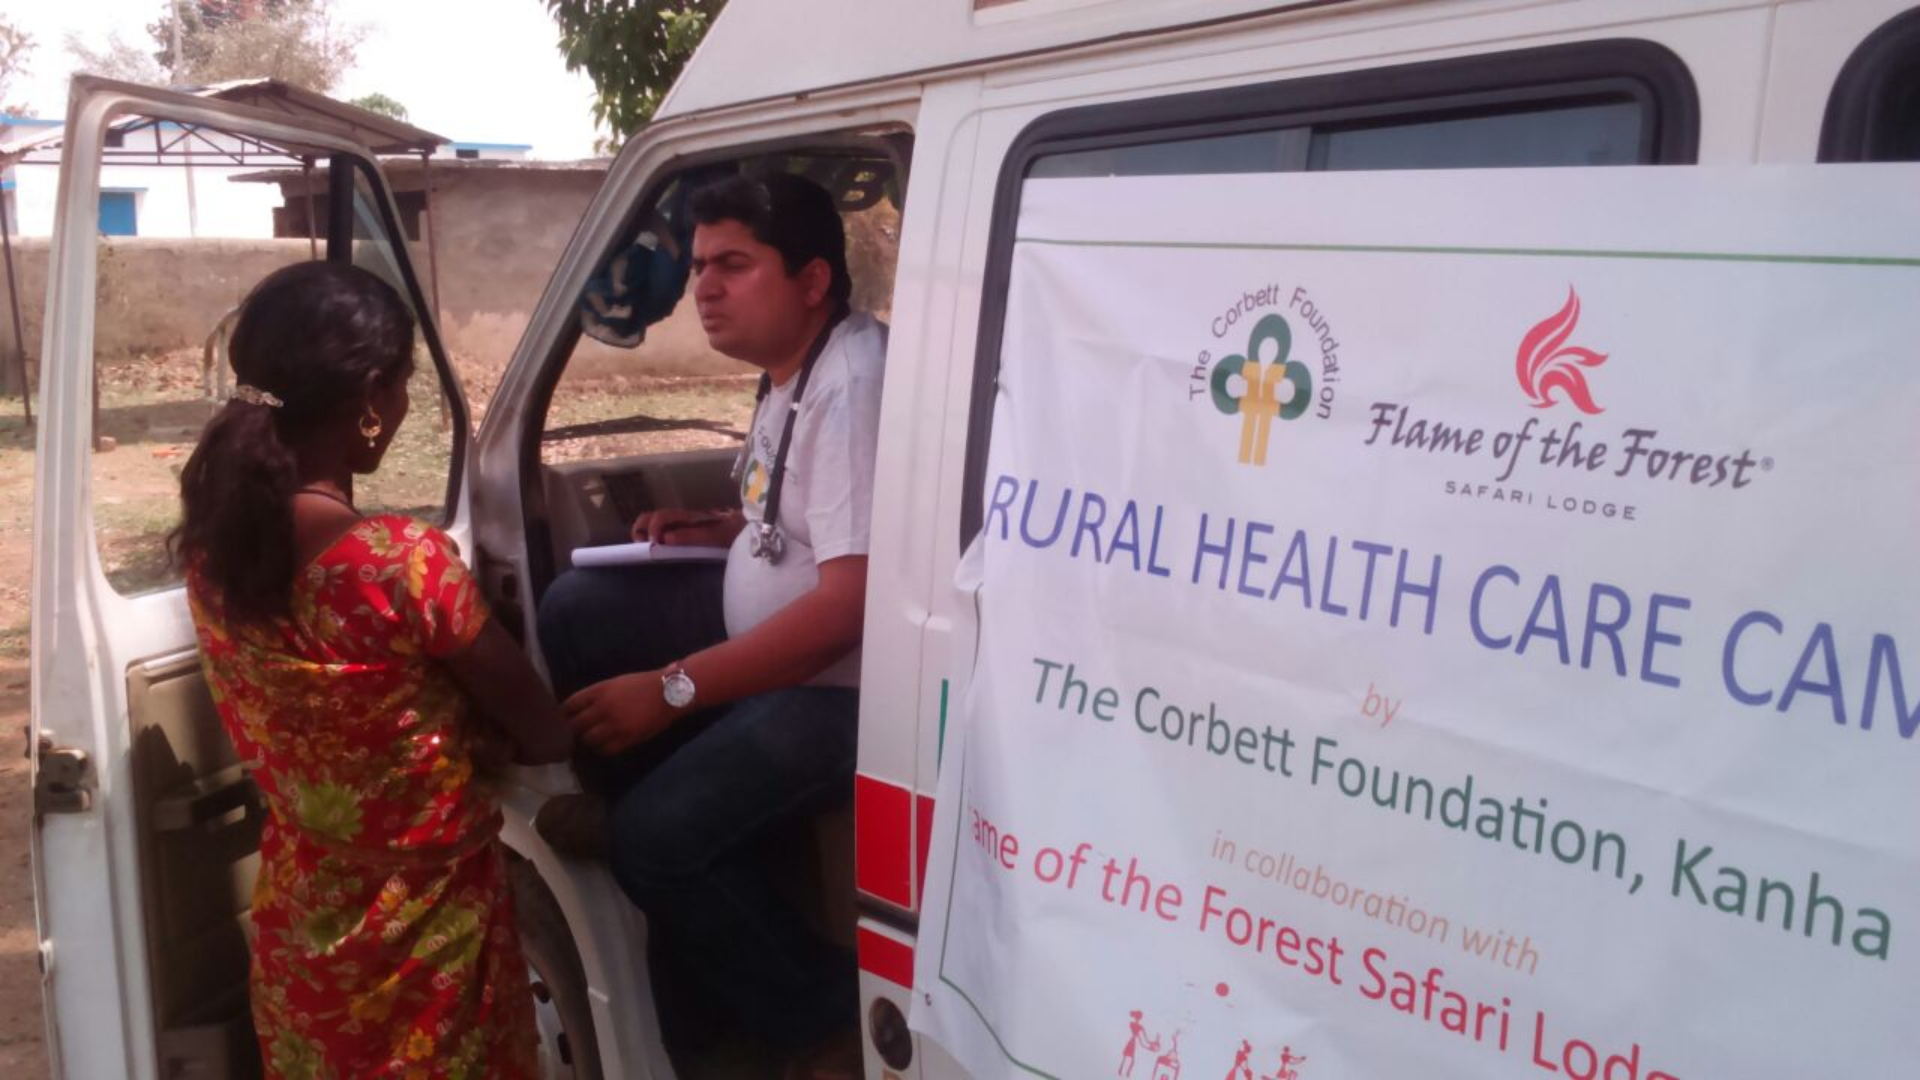 The Corbett Foundation
Flame of the Forest®
SAFARI LODGE
RURAL HEALTH CARE CAM
by
The Corbett Foundation, Kanha
in collaboration with
ame of the Forest Safari Lodge